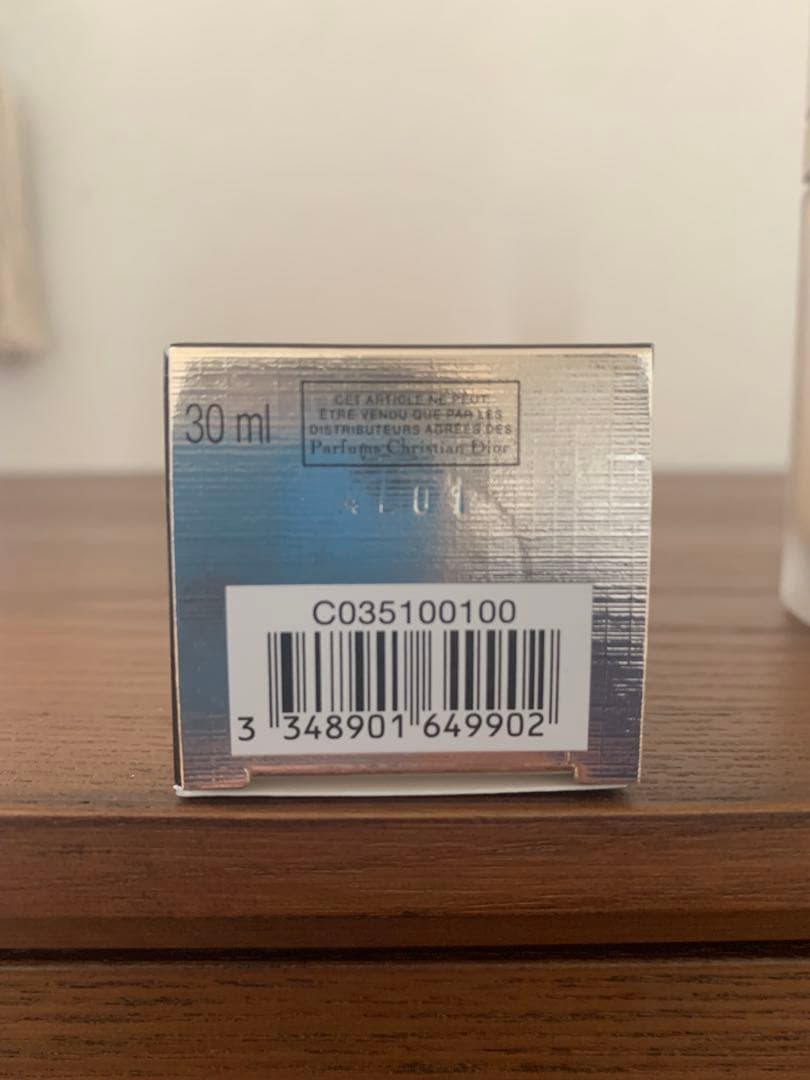 30 ml
CET ARTICLE NE PEUT
ÊTRE VENDU QUE PAR LES
DISTRIBUTEURS AGRÉÉS DES
Parfums Christian Dior
C035100100
3 348901 649902